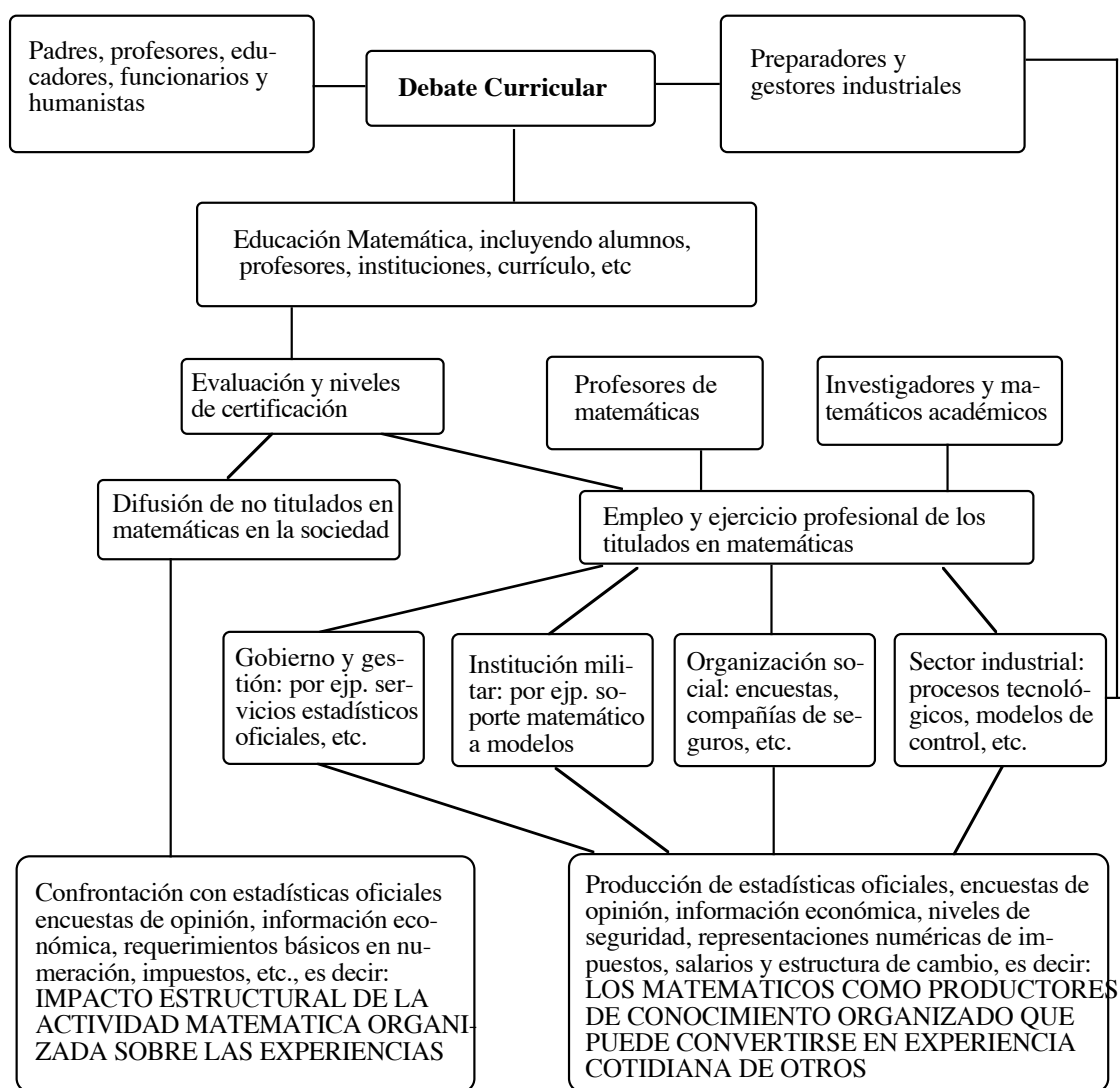 Padres, profesores, edu-
cadores, funcionarios y
humanistas
Debate Curricular
Preparadores y
gestores industriales
Educación Matemática, incluyendo alumnos,
profesores, instituciones, currículo, etc
Evaluación y niveles
de certificación
Profesores de
matemáticas
Investigadores y ma-
temáticos académicos
Difusión de no titulados en
matemáticas en la sociedad
Empleo y ejercicio profesional de los
titulados en matemáticas
Gobierno y ges-
tión: por ejp. ser-
vicios estadísticos
oficiales, etc.
Institución mili-
tar: por ejp. so-
porte matemático
a modelos
Organización so-
cial: encuestas,
compañías de se-
guros, etc.
Sector industrial:
procesos tecnoló-
gicos, modelos de
control, etc.
Confrontación con estadísticas oficiales
encuestas de opinión, información eco-
nómica, requerimientos básicos en nu-
meración, impuestos, etc., es decir:
IMPACTO ESTRUCTURAL DE LA
ACTIVIDAD MATEMATICA ORGANI-
ZADA SOBRE LAS EXPERIENCIAS
Producción de estadísticas oficiales, encuestas de
opinión, información económica, niveles de
seguridad, representaciones numéricas de im-
puestos, salarios y estructura de cambio, es decir:
LOS MATEMATICOS COMO PRODUCTORES
DE CONOCIMIENTO ORGANIZADO QUE
PUEDE CONVERTIRSE EN EXPERIENCIA
COTIDIANA DE OTROS